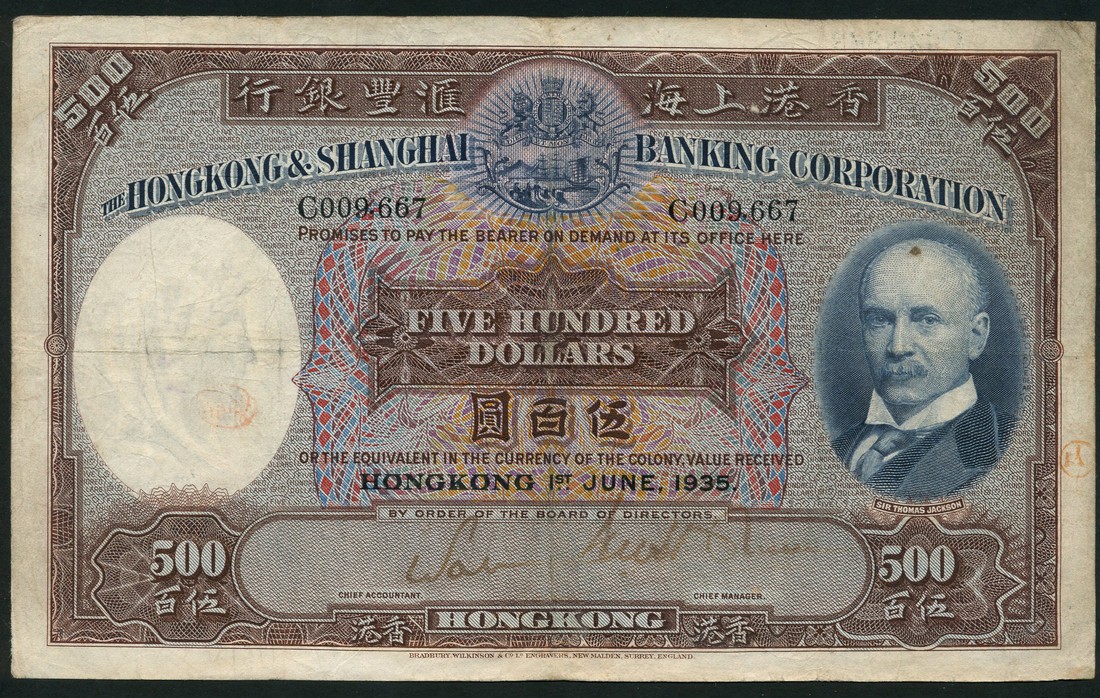 500
伍百
香港上海滙豐銀行
500
伍百
THE HONGKONG & SHANGHAI BANKING CORPORATION
C009,667 C009,667
PROMISES TO PAY THE BEARER ON DEMAND AT ITS OFFICE HERE
FIVE HUNDRED
DOLLARS
伍百圓
OR THE EQUIVALENT IN THE CURRENCY OF THE COLONY, VALUE RECEIVED
HONGKONG 1ST JUNE, 1935.
SIR THOMAS JACKSON
BY ORDER OF THE BOARD OF DIRECTORS.
500
伍百
500
伍百
CHIEF ACCOUNTANT.
CHIEF MANAGER.
香港 HONGKONG 香港
BRADBURY, WILKINSON & Co. Ld. ENGRAVERS, NEW MALDEN, SURREY, ENGLAND.